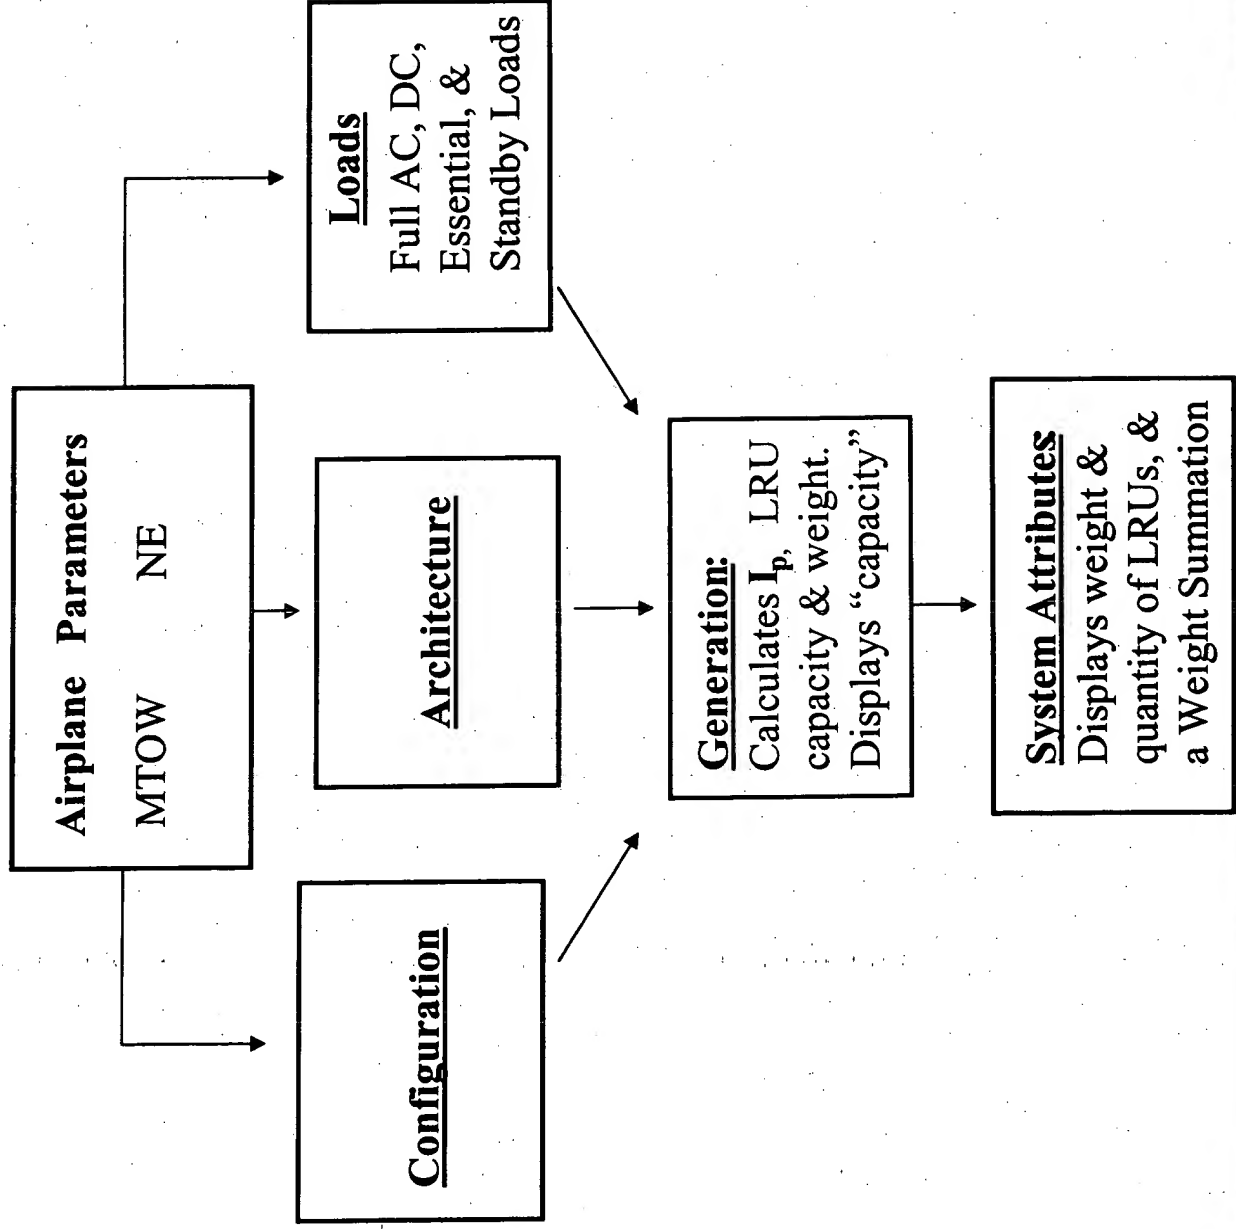 Airplane Parameters
MTOW NE
Configuration
Architecture
Loads
Full AC, DC,
Essential, &
Standby Loads
Generation:
Calculates Ip, LRU
capacity & weight.
Displays “capacity”
System Attributes:
Displays weight &
quantity of LRUs, &
a Weight Summation